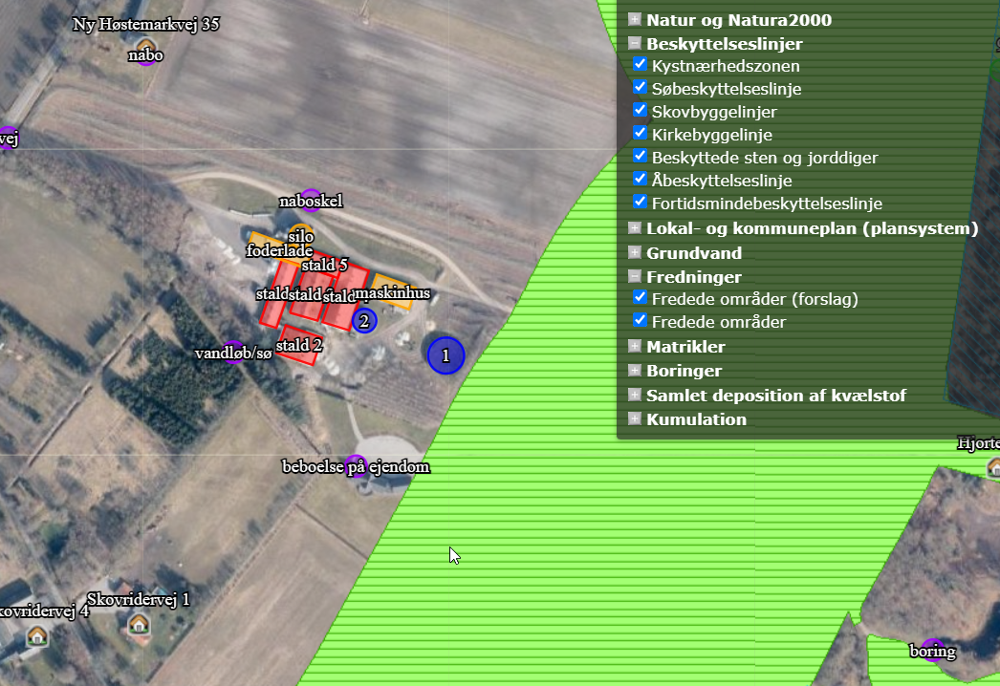 Ny Høstemarkvej 35
nabo
vej
naboskel
silo
foderlade
stald 5
stald
stald
stald
maskinhus
2
1
stald 2
vandløb/sø
beboelse på ejendom
Skovridervej 1
kovridervej 4
Natur og Natura2000
Beskyttelseslinjer
Kystnærhedszonen
Søbeskyttelseslinje
Skovbyggelinjer
Kirkebyggelinje
Beskyttede sten og jorddiger
Åbeskyttelseslinje
Fortidsmindebeskyttelseslinje
Lokal- og kommuneplan (plansystem)
Grundvand
Fredninger
Fredede områder (forslag)
Fredede områder
Matrikler
Boringer
Samlet deposition af kvælstof
Kumulation
Hjorte
boring